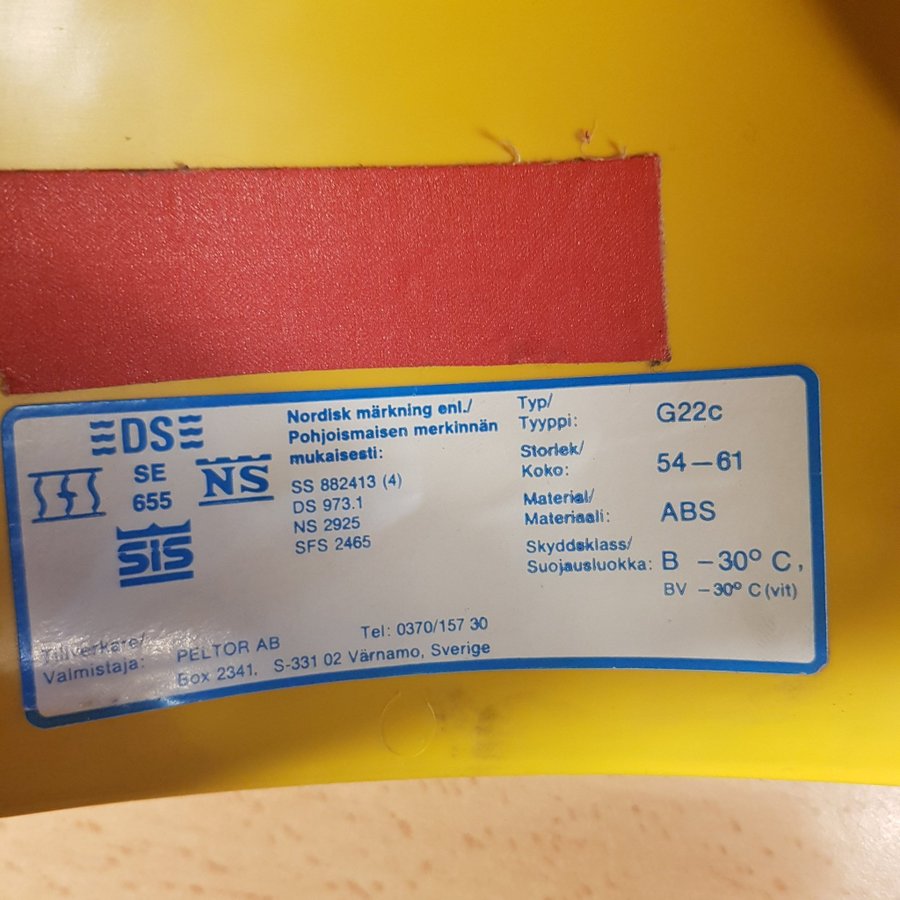 DS
SE
655
NS
SIS
Nordisk märkning enl./
Pohjoismaisen merkinnän
mukaisesti:
SS 882413 (4)
DS 973.1
NS 2925
SFS 2465
Typ/
Tyyppi: G22c
Storlek/
Koko: 54–61
Material/
Materiaali: ABS
Skyddsklass/
Suojausluokka: B –30° C,
BV –30° C (vit)
Tillverkare/
Valmistaja: PELTOR AB Tel: 0370/157 30
Box 2341, S-331 02 Värnamo, Sverige